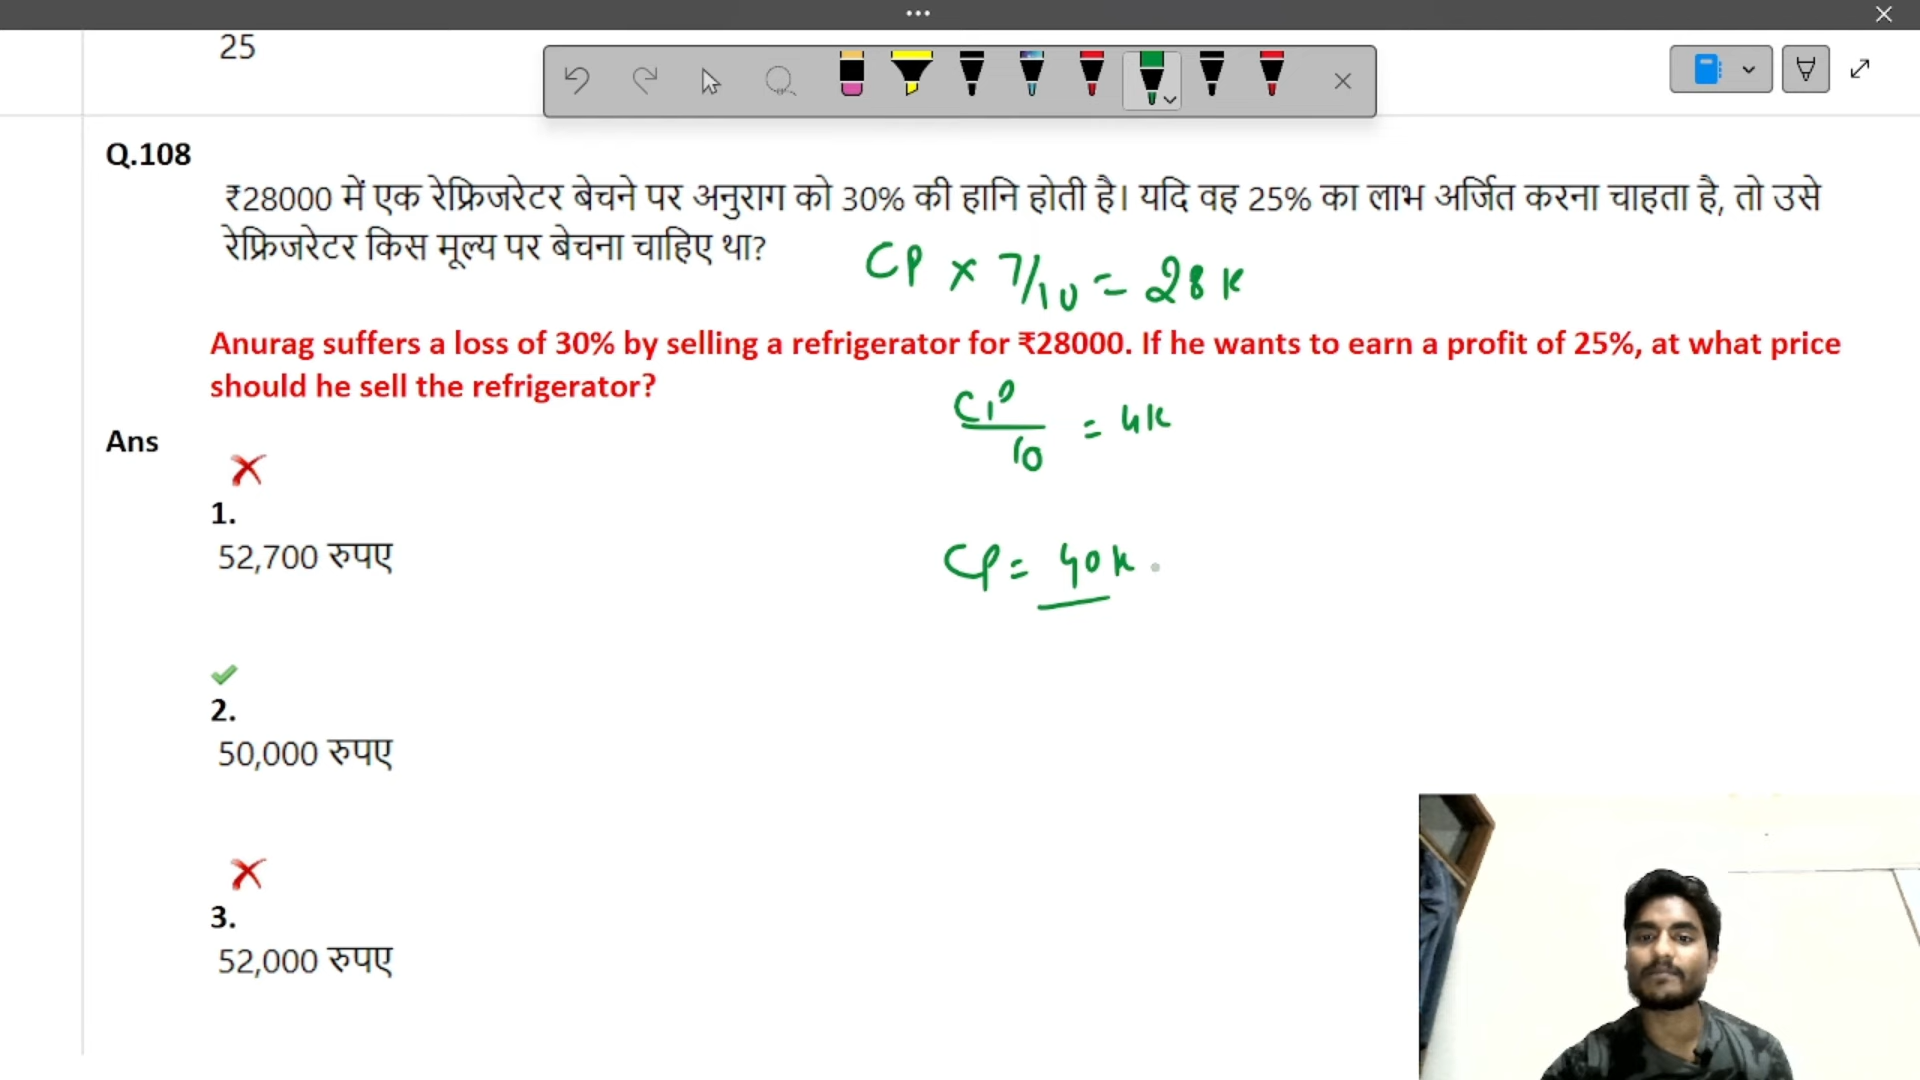 25
Q.108
₹28000 में एक रेफ्रिजरेटर बेचने पर अनुराग को 30% की हानि होती है। यदि वह 25% का लाभ अर्जित करना चाहता है, तो उसे
रेफ्रिजरेटर किस मूल्य पर बेचना चाहिए था?
CP × 7/10 = 28 K
Anurag suffers a loss of 30% by selling a refrigerator for ₹28000. If he wants to earn a profit of 25%, at what price
should he sell the refrigerator?
CP
10
= 4K
Ans
1.
52,700 रुपए
CP = 40K
2.
50,000 रुपए
3.
52,000 रुपए